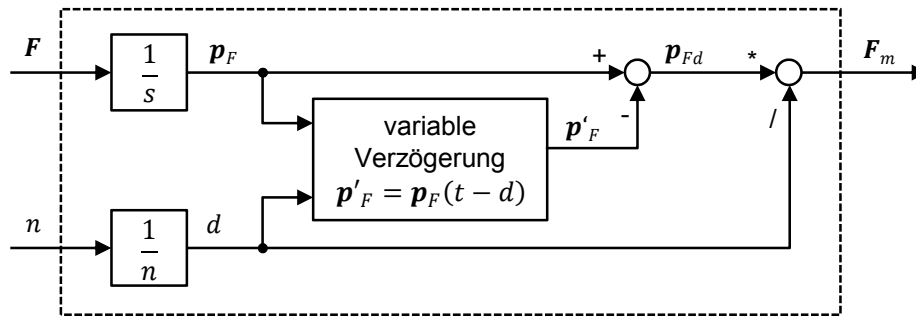 F
1
s
p_F
+
p_Fd
*
F_m
variable
Verzögerung
p'_F = p_F(t − d)
-
p'_F
/
n
1
n
d